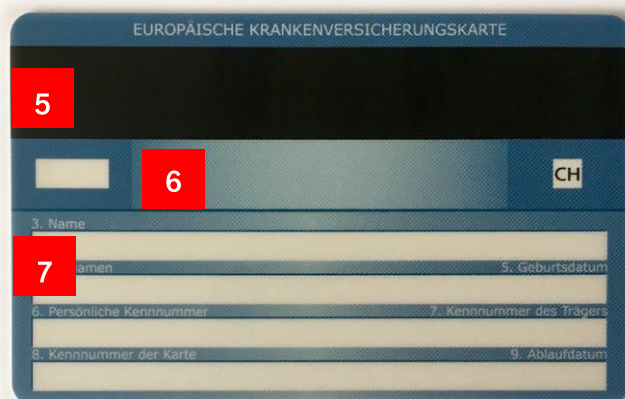 EUROPÄISCHE KRANKENVERSICHERUNGSKARTE
5
6
CH
3. Name
7
5. Geburtsdatum
6. Persönliche Kennnummer 7. Kennnummer des Trägers
8. Kennnummer der Karte 9. Ablaufdatum